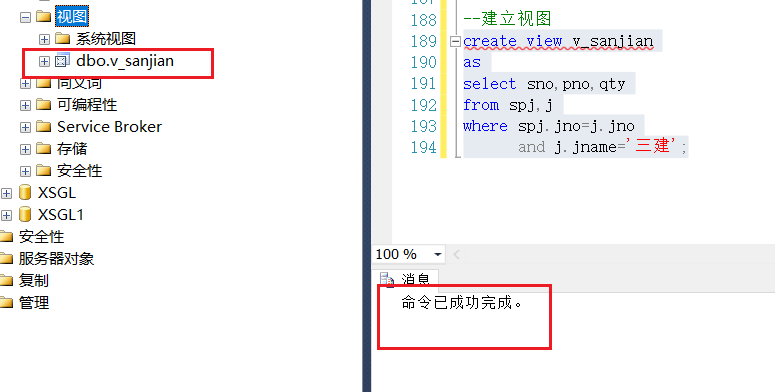 视图
系统视图
dbo.v_sanjian
同义词
可编程性
Service Broker
存储
安全性
XSGL
XSGL1
安全性
服务器对象
复制
管理
188 --建立视图
189 create view v_sanjian
190 as
191 select sno,pno,qty
192 from spj,j
193 where spj.jno=j.jno
194 and j.jname='三建';
100 %
消息
命令已成功完成。